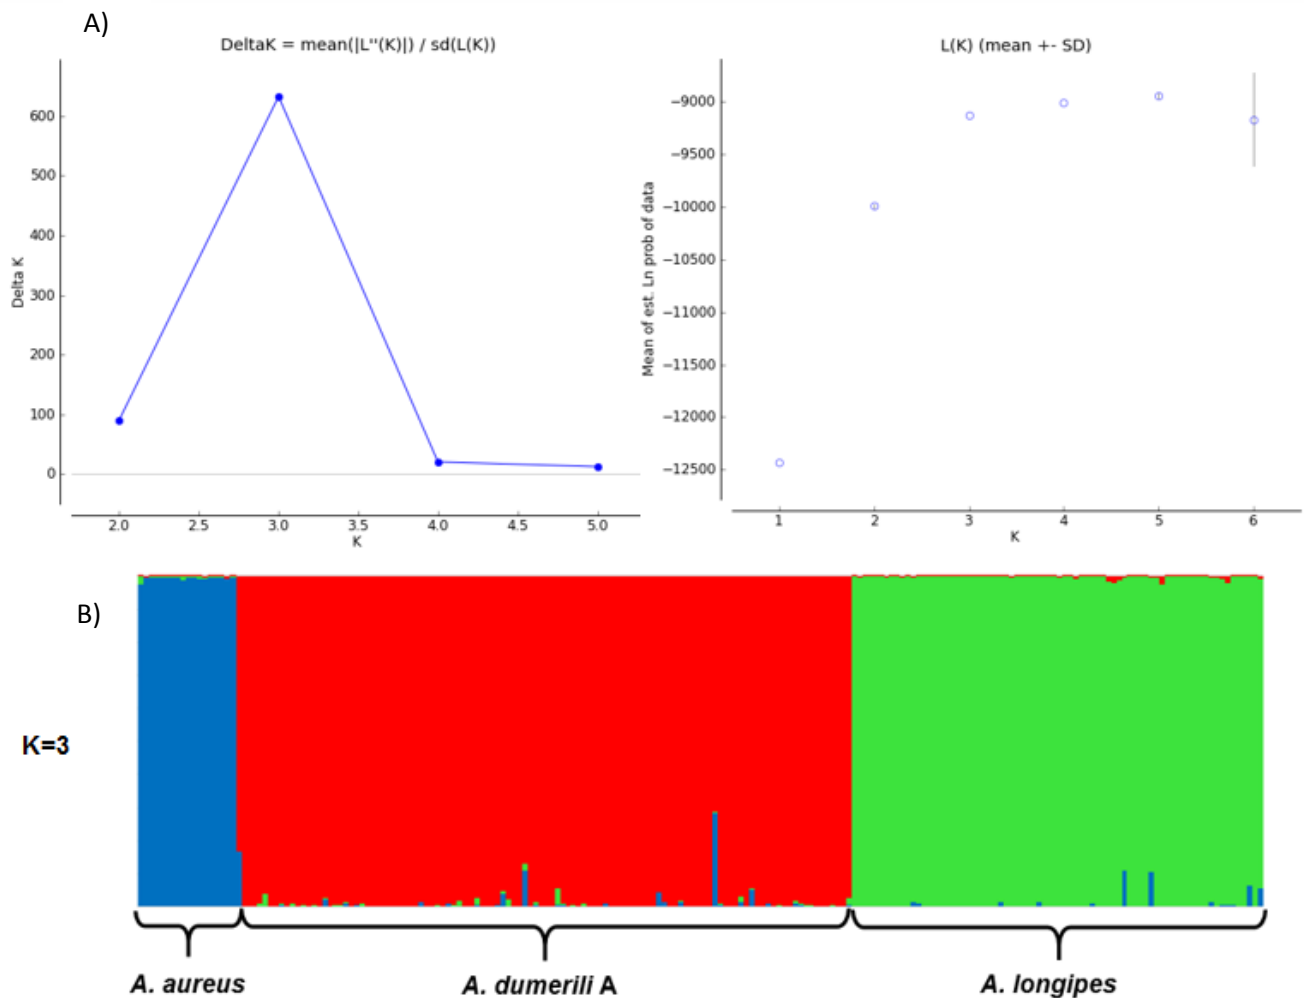 A)
DeltaK = mean(|L''(K)|) / sd(L(K))
600
500
400
300
200
100
0
Delta K
2.0 2.5 3.0 3.5 4.0 4.5 5.0
K
L(K) (mean +- SD)
−9000
−9500
−10000
−10500
−11000
−11500
−12000
−12500
Mean of est. Ln prob of data
1 2 3 4 5 6
K
B)
K=3
A. aureus A. dumerili A A. longipes